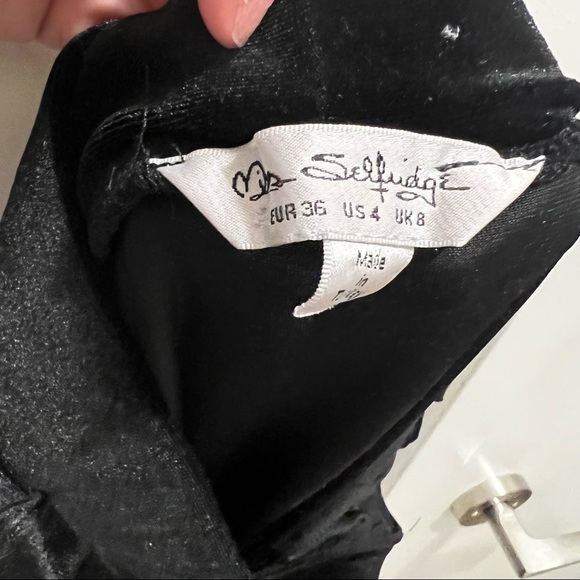 Miss Selfridge
EUR 36 US 4 UK 8
Made
in